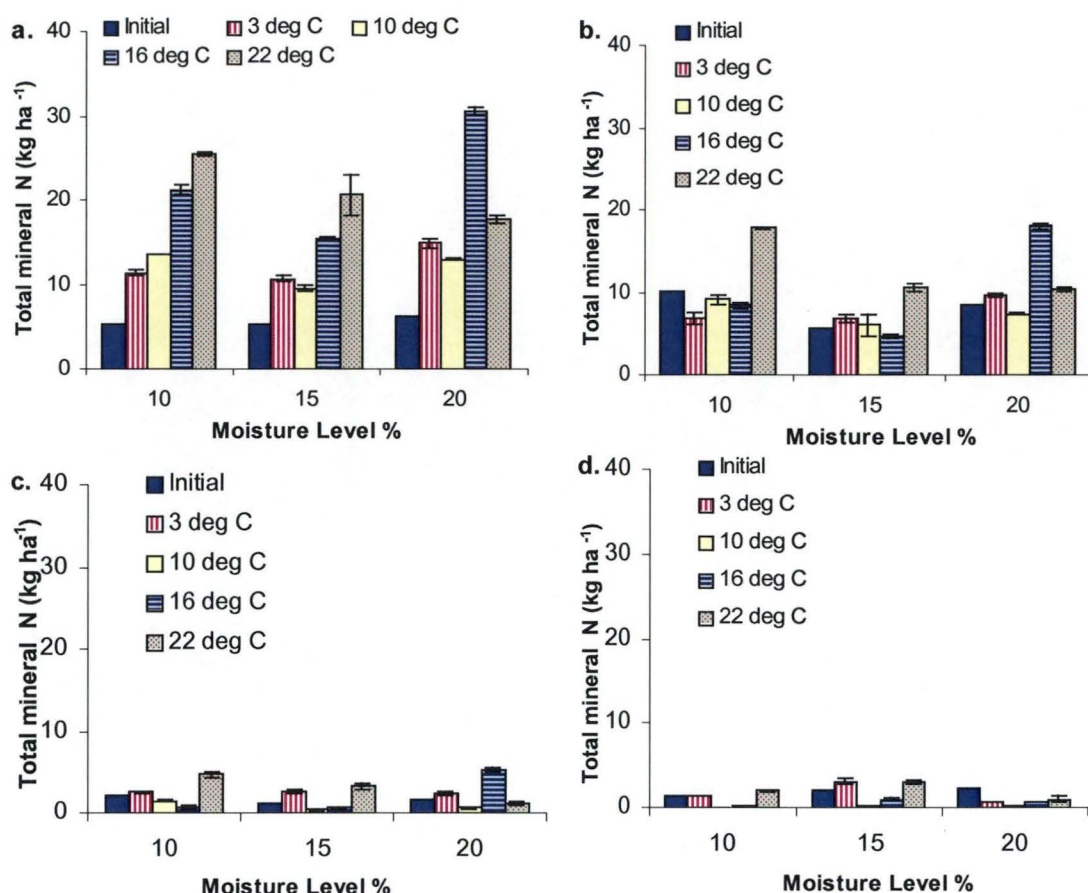 a.
Initial
3 deg C
10 deg C
16 deg C
22 deg C
Total mineral N (kg ha⁻¹)
40
30
20
10
0
10
15
20
Moisture Level %
b.
Initial
3 deg C
10 deg C
16 deg C
22 deg C
Total mineral N (kg ha⁻¹)
40
30
20
10
0
10
15
20
Moisture Level %
c.
Initial
3 deg C
10 deg C
16 deg C
22 deg C
Total mineral N (kg ha⁻¹)
40
30
20
10
0
10
15
20
Moisture Level %
d.
Initial
3 deg C
10 deg C
16 deg C
22 deg C
Total mineral N (kg ha⁻¹)
40
30
20
10
0
10
15
20
Moisture Level %